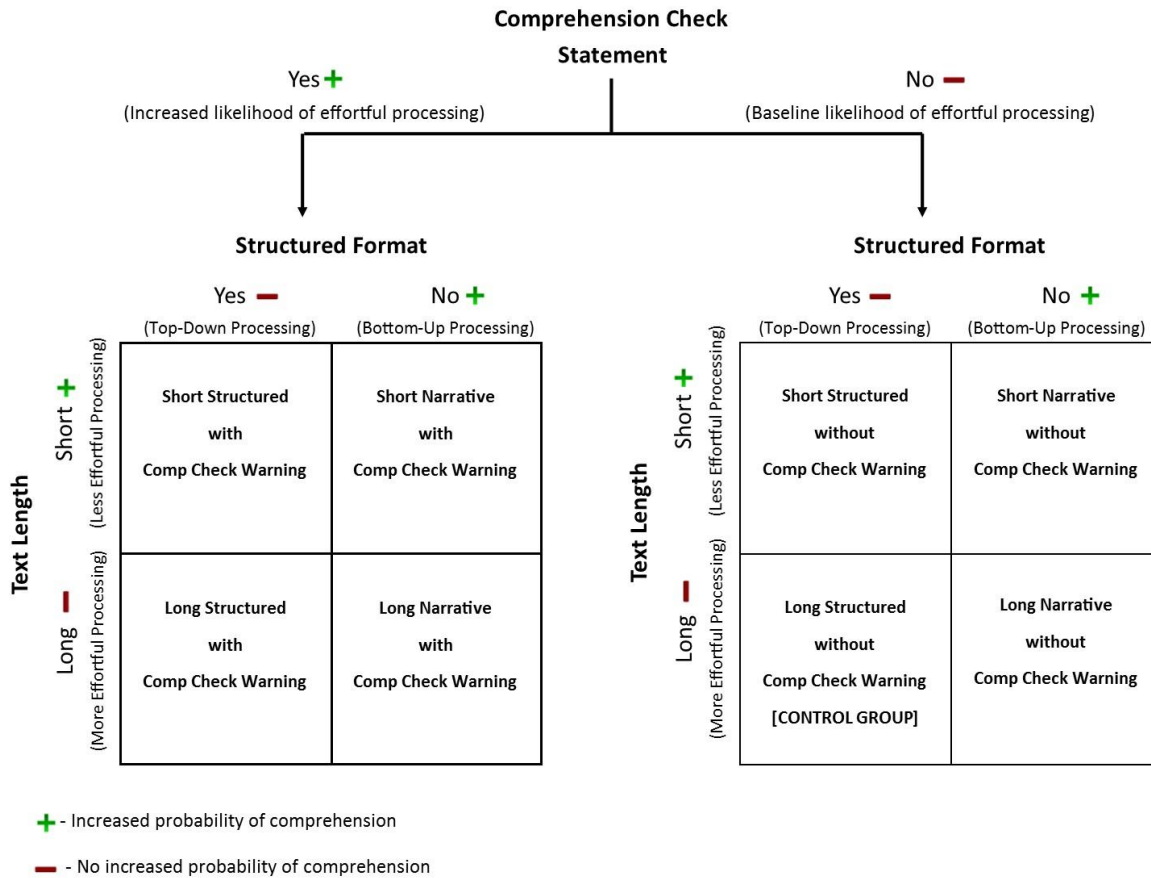 Comprehension Check
Statement
Yes +
(Increased likelihood of effortful processing)
No −
(Baseline likelihood of effortful processing)
Structured Format
Yes −
(Top-Down Processing)
No +
(Bottom-Up Processing)
Text Length
Short +
(Less Effortful Processing)
Long −
(More Effortful Processing)
Short Structured
with
Comp Check Warning
Short Narrative
with
Comp Check Warning
Long Structured
with
Comp Check Warning
Long Narrative
with
Comp Check Warning
Structured Format
Yes −
(Top-Down Processing)
No +
(Bottom-Up Processing)
Text Length
Short +
(Less Effortful Processing)
Long −
(More Effortful Processing)
Short Structured
without
Comp Check Warning
Short Narrative
without
Comp Check Warning
Long Structured
without
Comp Check Warning
[CONTROL GROUP]
Long Narrative
without
Comp Check Warning
+ - Increased probability of comprehension
− - No increased probability of comprehension